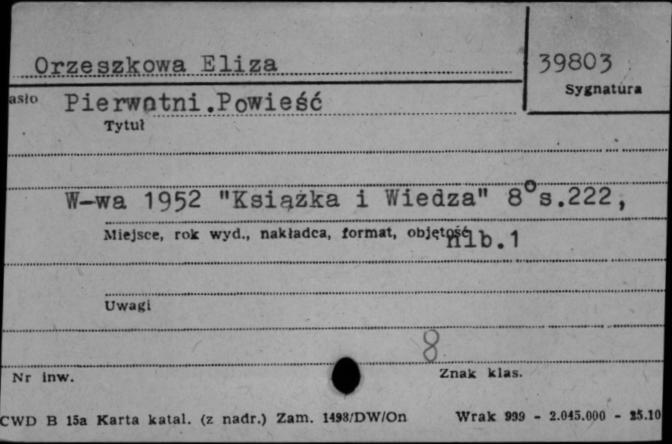 Orzeszkowa Eliza
39803
Sygnatura
asło Pierwotni.Powieść
Tytuł
W-wa 1952 "Książka i Wiedza" 8° s.222,
nlb.1
Miejsce, rok wyd., nakładca, format, objętość
Uwagi
8
Nr inw.
Znak klas.
CWD B 15a Karta katal. (z nadr.) Zam. 1498/DW/On Wrak 999 - 2.045.000 - 25.10